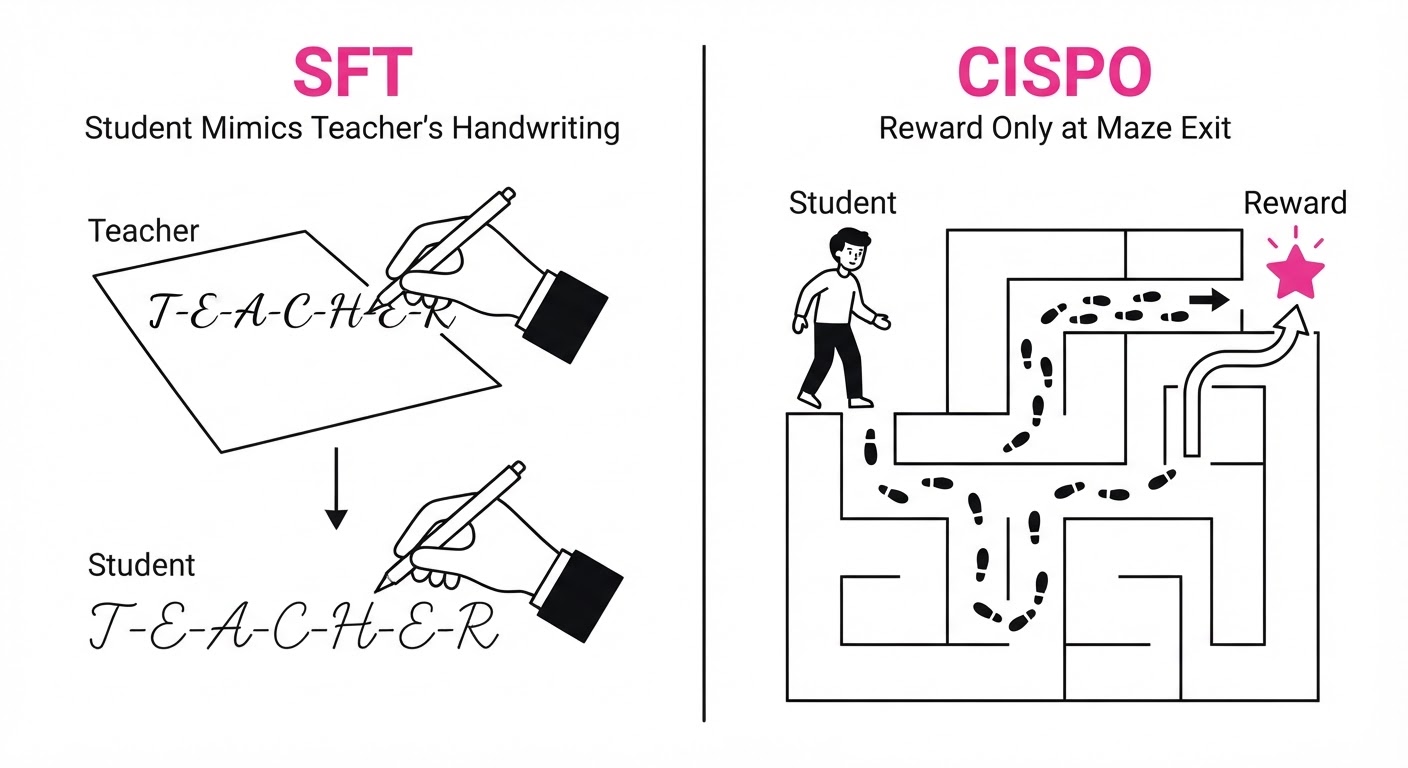 SFT
Student Mimics Teacher's Handwriting
Teacher
T-E-A-C-H-E-R
Student
T-E-A-C-H-E-R
CISPO
Reward Only at Maze Exit
Student
Reward